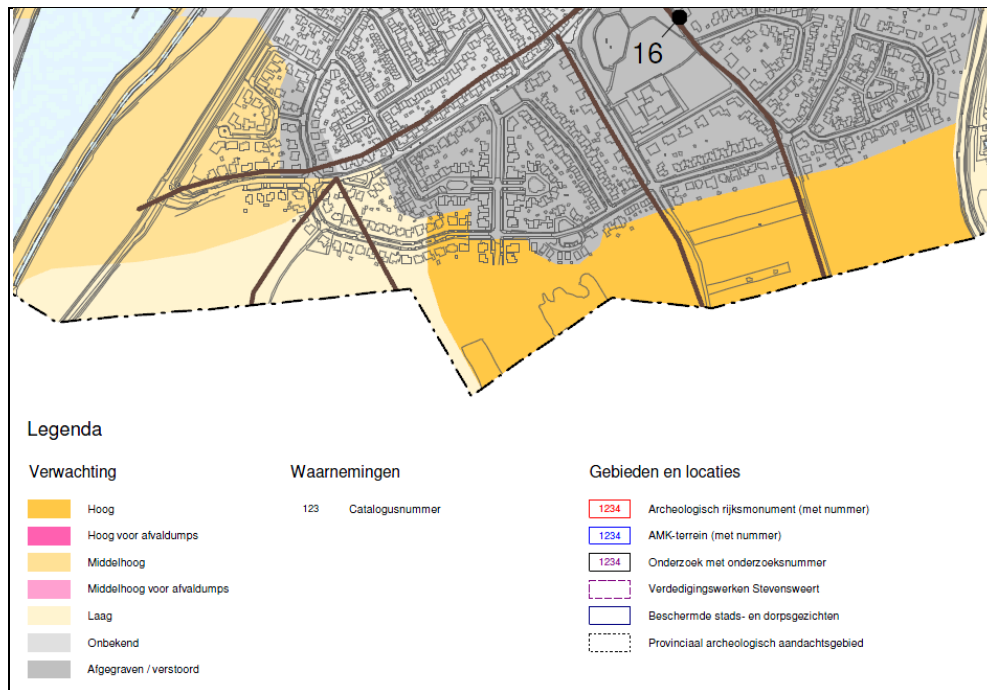 16
Legenda
Verwachting
Hoog
Hoog voor afvaldumps
Middelhoog
Middelhoog voor afvaldumps
Laag
Onbekend
Afgegraven / verstoord
Waarnemingen
123 Catalogusnummer
Gebieden en locaties
1234 Archeologisch rijksmonument (met nummer)
1234 AMK-terrein (met nummer)
1234 Onderzoek met onderzoeksnummer
Verdedigingswerken Stevensweert
Beschermde stads- en dorpsgezichten
Provinciaal archeologisch aandachtsgebied